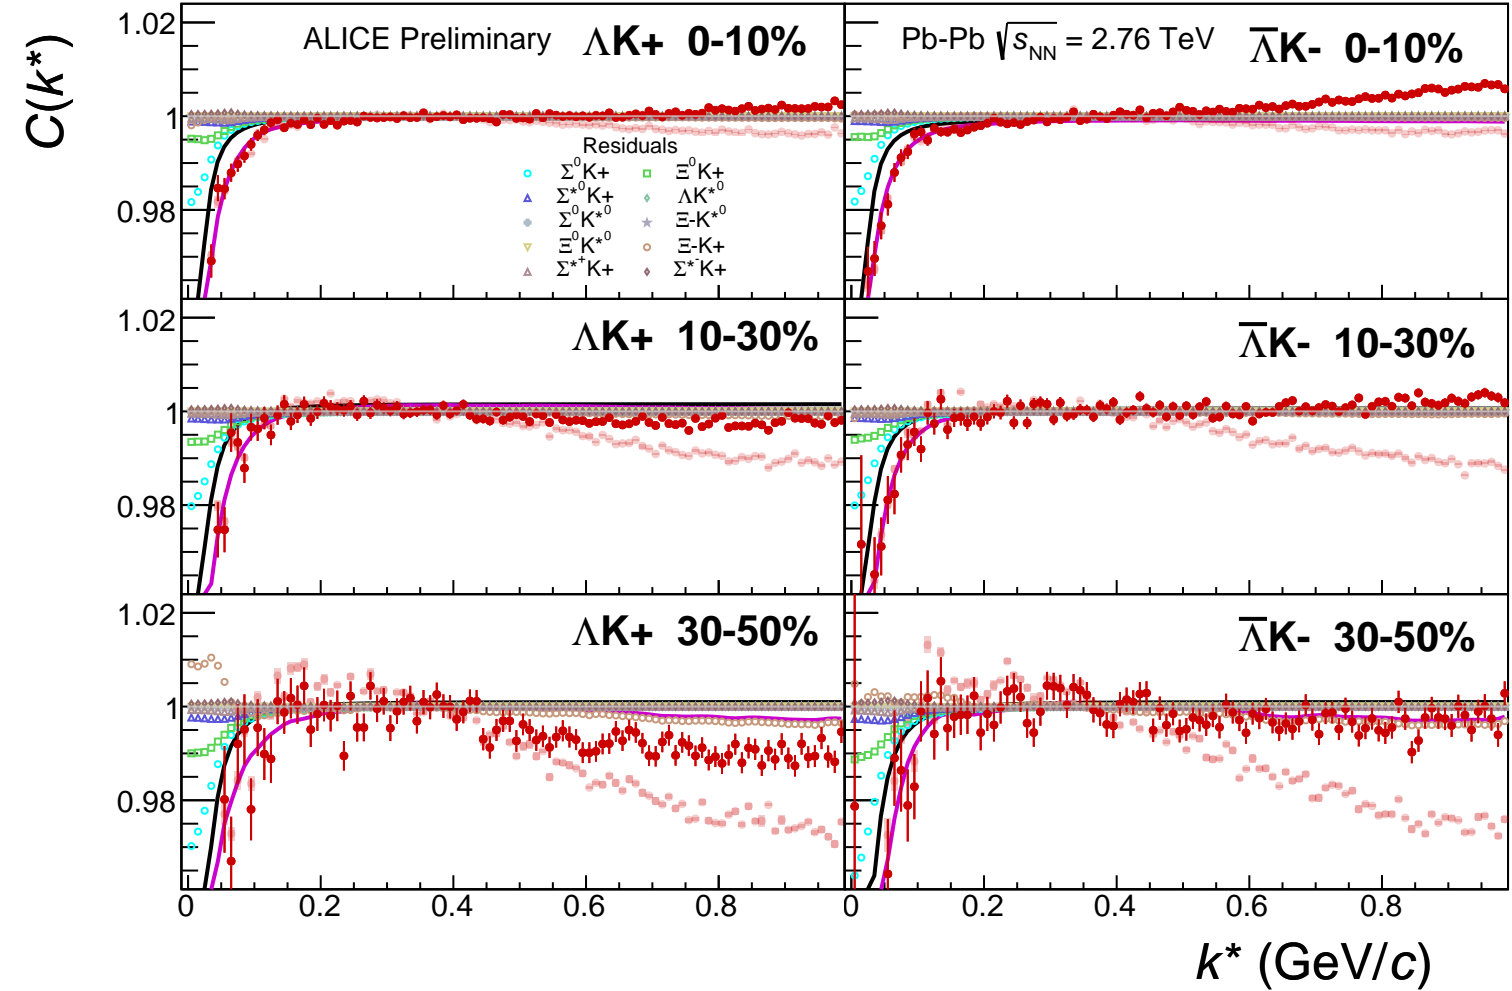 C(k*)
1.02
1
0.98
ALICE Preliminary ΛK+ 0-10%
Pb-Pb √sNN = 2.76 TeV Λ̅K- 0-10%
Residuals
Σ⁰K+ Ξ⁰K+
Σ*⁰K+ ΛK*⁰
Σ⁰K*⁰ Ξ-K*⁰
Ξ⁰K*⁰ Ξ-K+
Σ*⁺K+ Σ*⁻K+
1.02
1
0.98
ΛK+ 10-30%
Λ̅K- 10-30%
1.02
1
0.98
ΛK+ 30-50%
Λ̅K- 30-50%
0 0.2 0.4 0.6 0.8 0 0.2 0.4 0.6 0.8
k* (GeV/c)